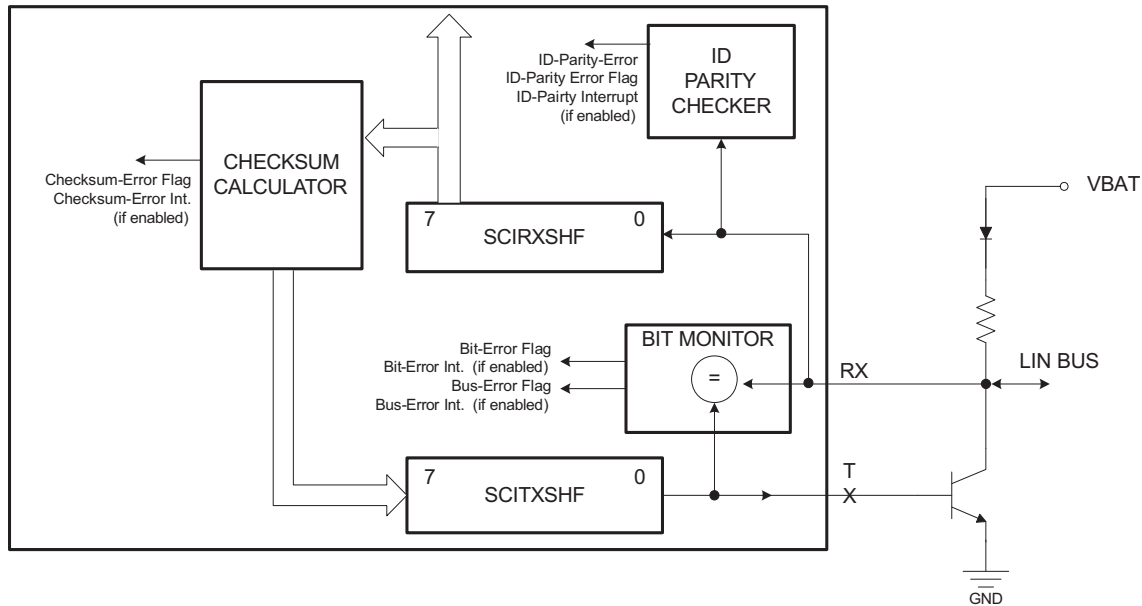 ID-Parity-Error
ID-Parity Error Flag
ID-Pairty Interrupt
(if enabled)
ID
PARITY
CHECKER
CHECKSUM
CALCULATOR
Checksum-Error Flag
Checksum-Error Int.
(if enabled)
VBAT
7 0
SCIRXSHF
BIT MONITOR
=
Bit-Error Flag
Bit-Error Int. (if enabled)
Bus-Error Flag
Bus-Error Int. (if enabled)
RX
LIN BUS
7 0
SCITXSHF
T
X
GND